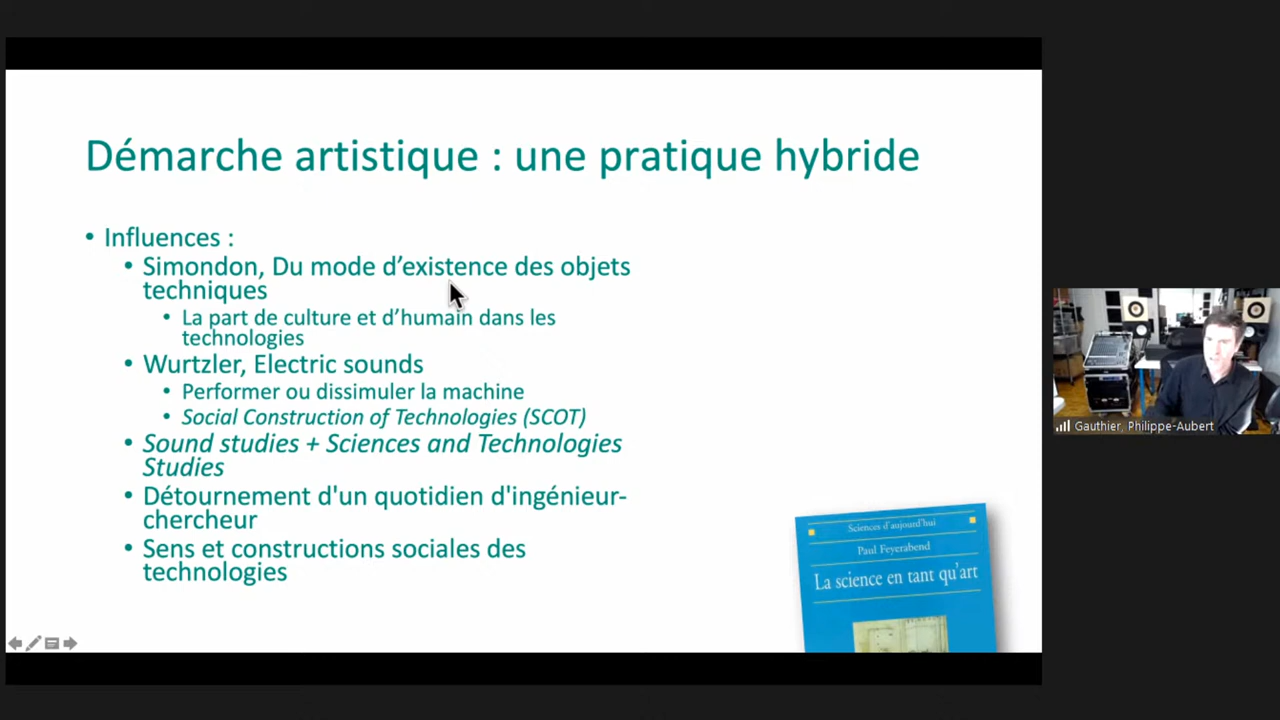 Démarche artistique : une pratique hybride
• Influences :
• Simondon, Du mode d’existence des objets
techniques
• La part de culture et d’humain dans les
technologies
• Wurtzler, Electric sounds
• Performer ou dissimuler la machine
• Social Construction of Technologies (SCOT)
• Sound studies + Sciences and Technologies
Studies
• Détournement d'un quotidien d'ingénieur-
chercheur
• Sens et constructions sociales des
technologies
Sciences d'aujourd'hui
Paul Feyerabend
La science en tant qu'art
Gauthier, Philippe-Aubert